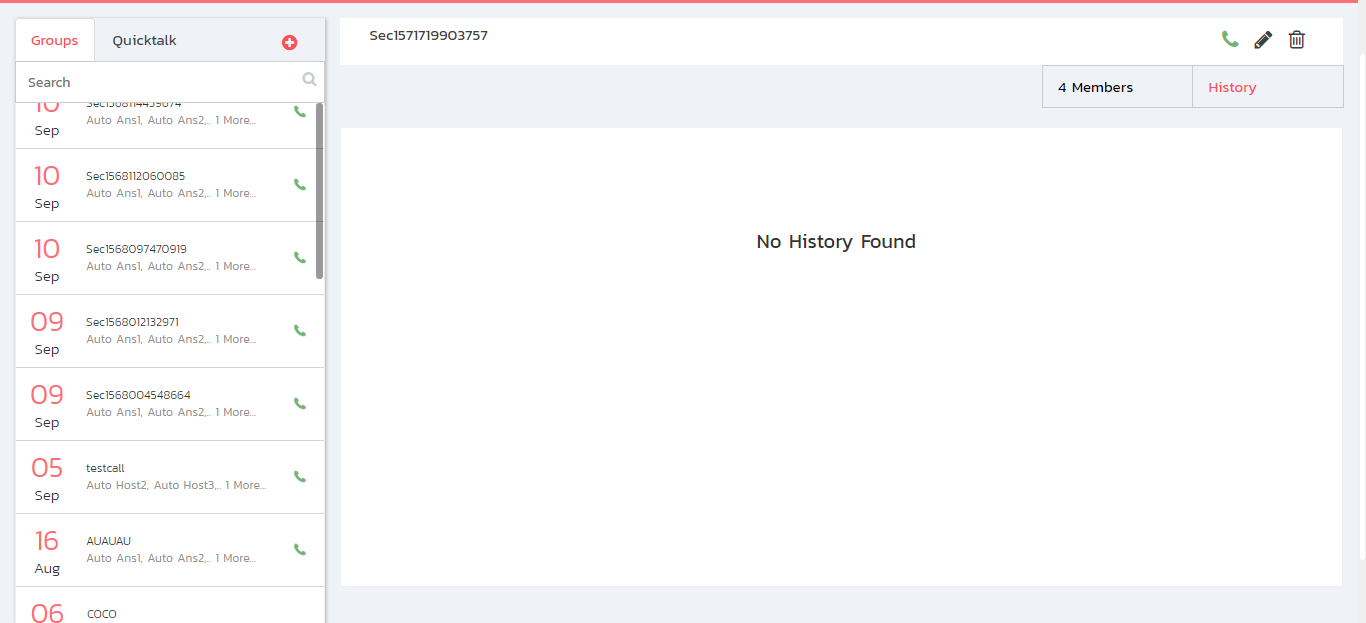 Groups
Quicktalk
Search
10
Sep
Sec1568114459674
Auto Ans1, Auto Ans2,.. 1 More...
10
Sep
Sec1568112060085
Auto Ans1, Auto Ans2,.. 1 More...
10
Sep
Sec1568097470919
Auto Ans1, Auto Ans2,.. 1 More...
09
Sep
Sec1568012132971
Auto Ans1, Auto Ans2,.. 1 More...
09
Sep
Sec1568004548664
Auto Ans1, Auto Ans2,.. 1 More...
05
Sep
testcall
Auto Host2, Auto Host3,.. 1 More...
16
Aug
AUAUAU
Auto Ans1, Auto Ans2,.. 1 More...
06
COCO
Sec1571719903757
4 Members
History
No History Found